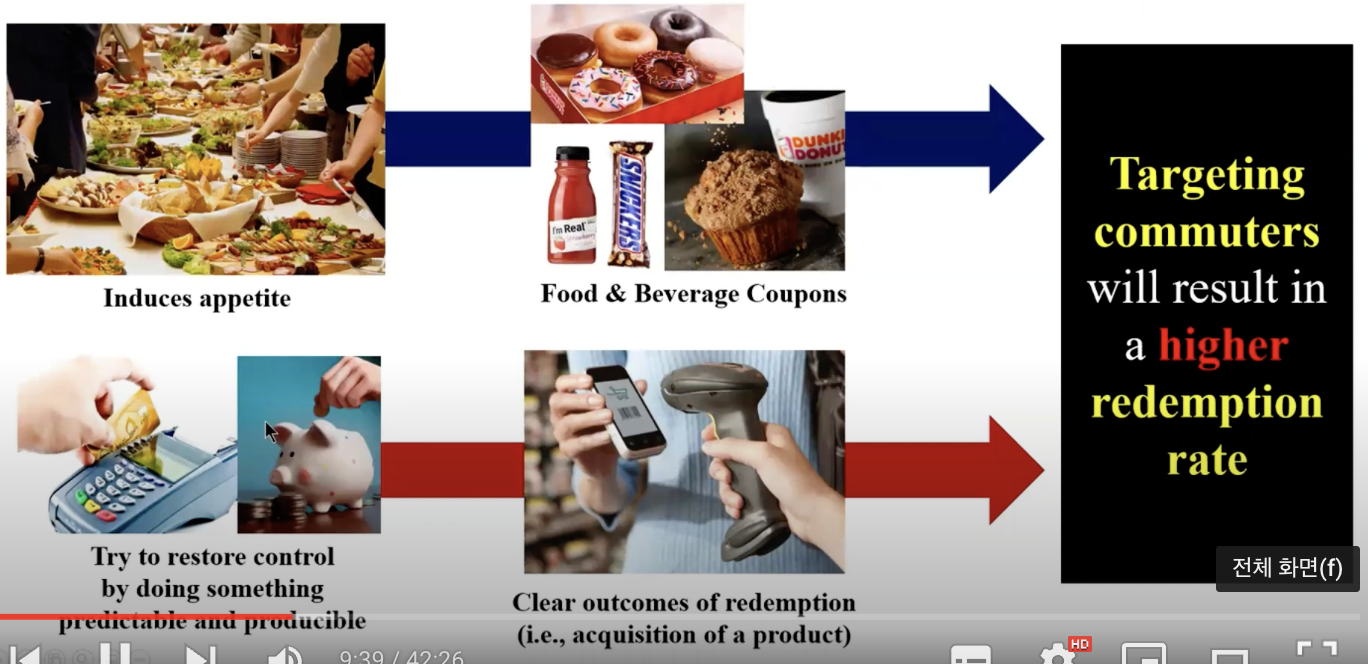 DUNKIN'
DONUT
I'm Real
Strawberry
SNICKERS
Induces appetite
Food & Beverage Coupons
Targeting
commuters
will result in
a higher
redemption
rate
Try to restore control
by doing something
predictable and producible
Clear outcomes of redemption
(i.e., acquisition of a product)
전체 화면(f)
9:39 / 42:26
HD